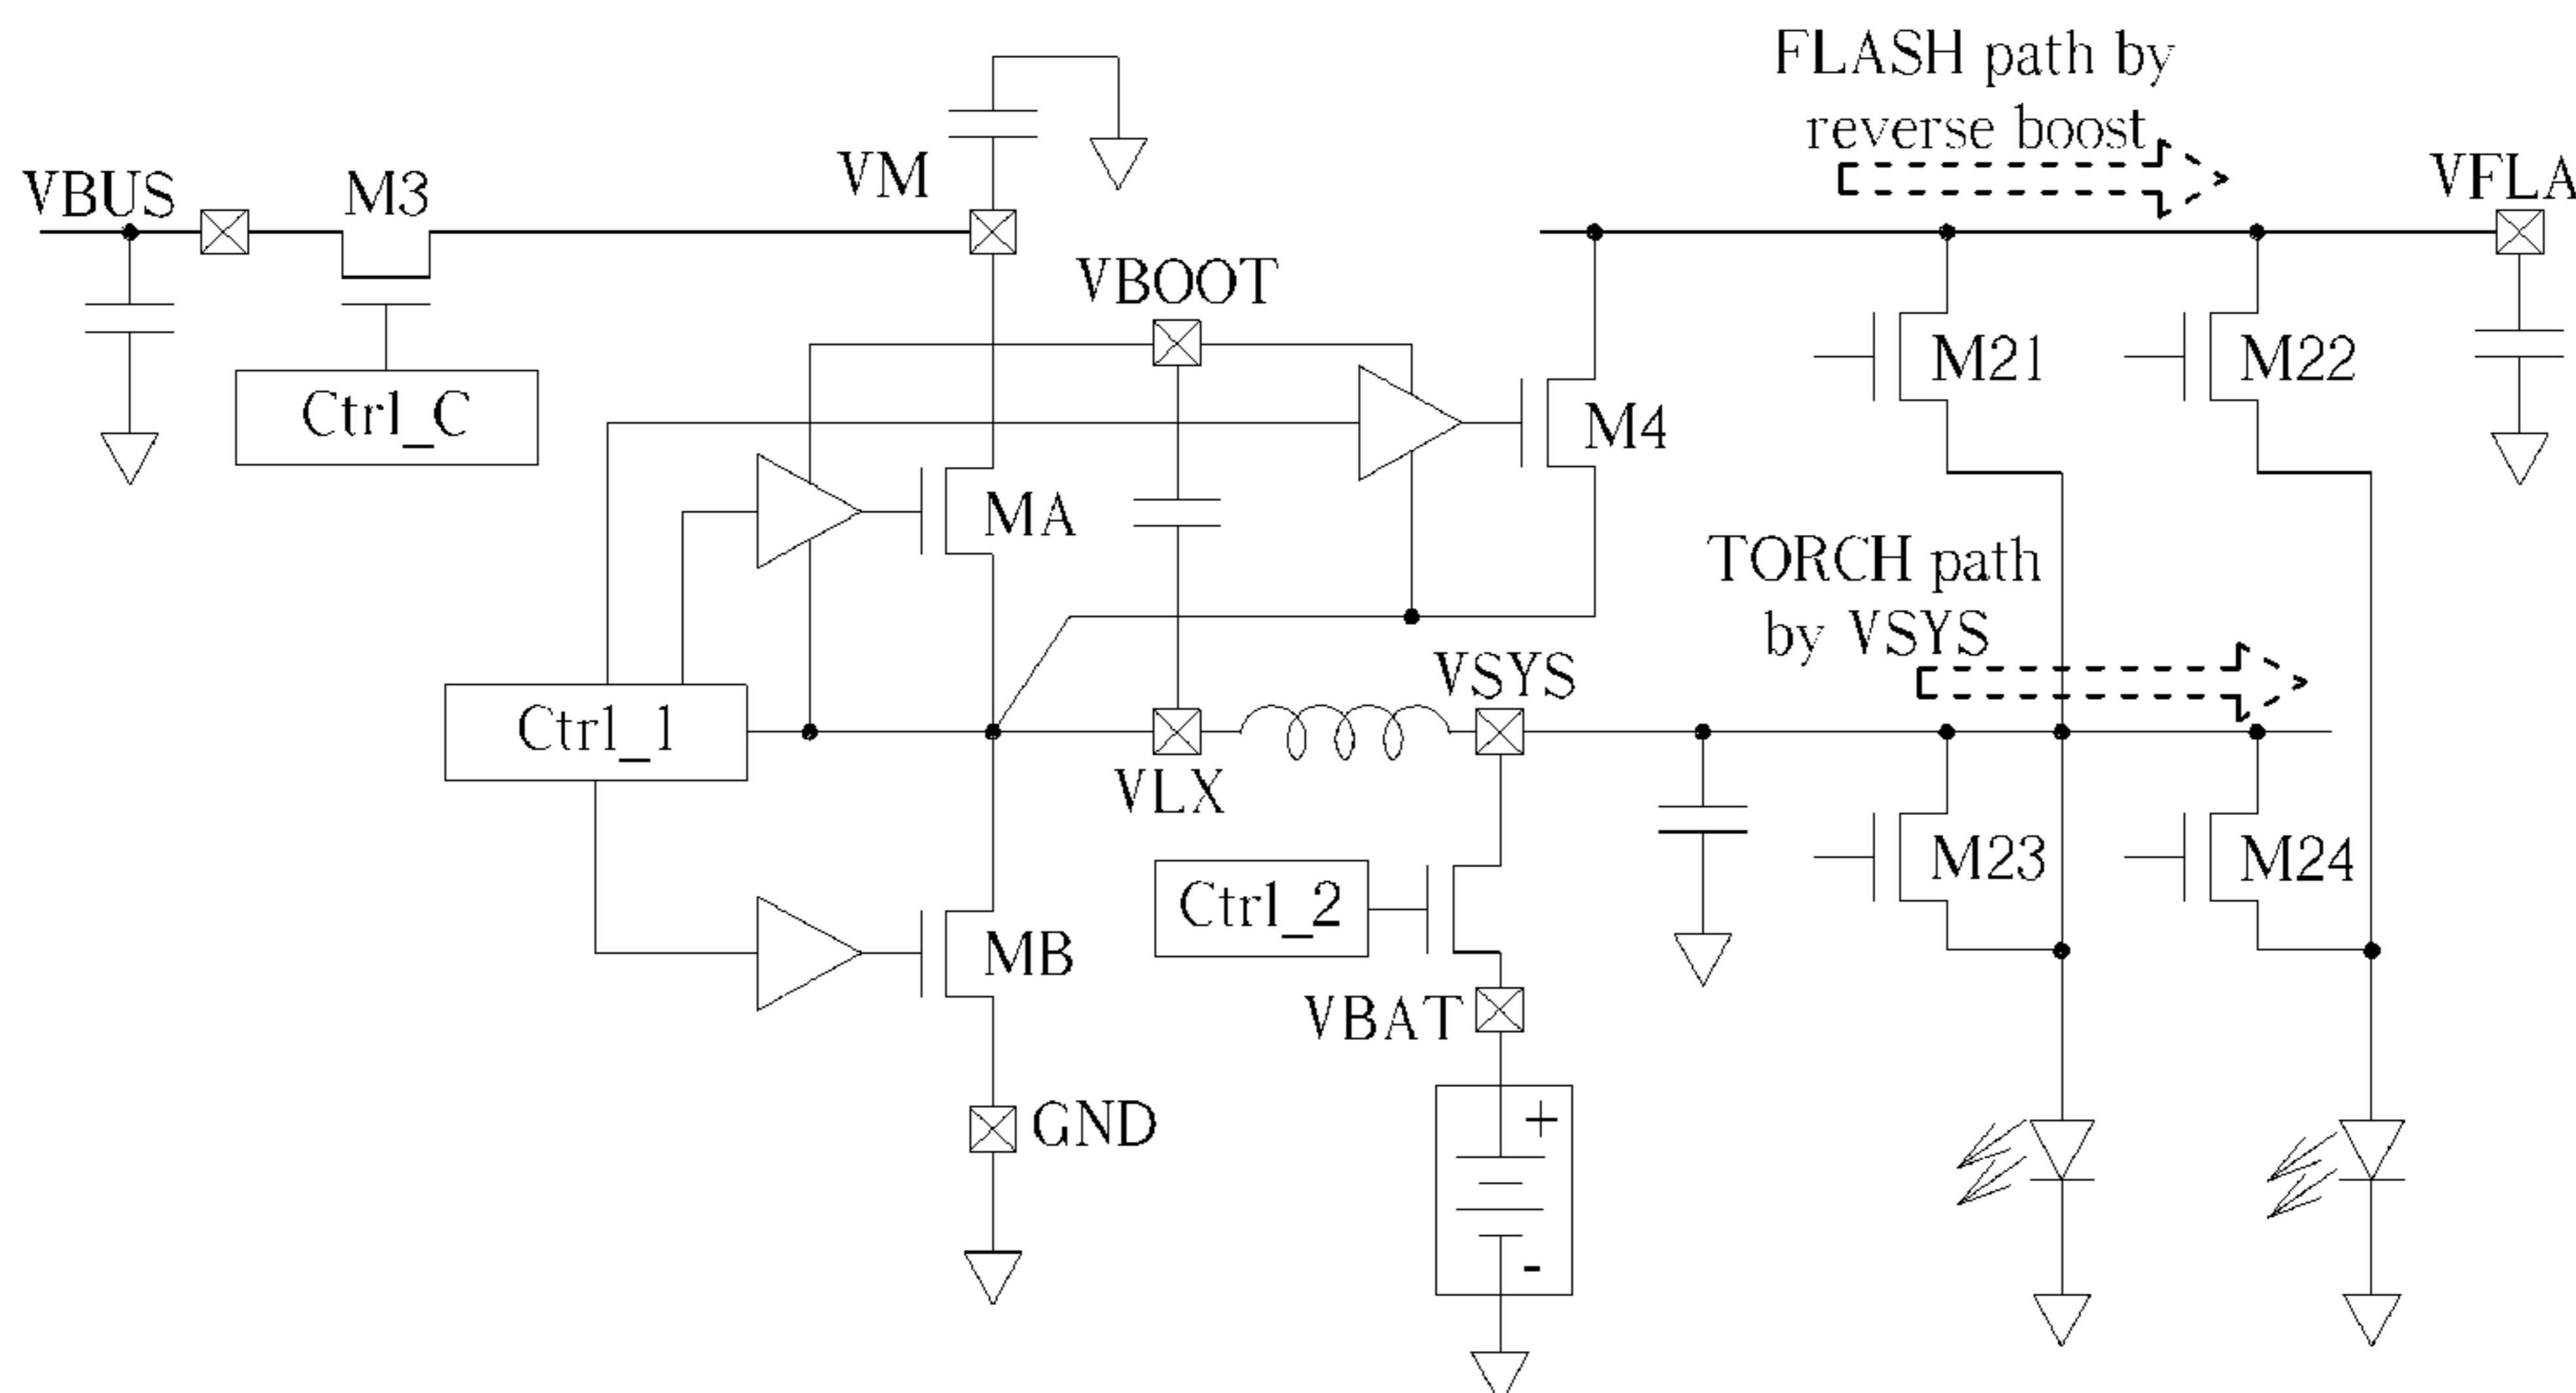 FLASH path by
reverse boost
VBUS
M3
VM
VFLA
VBOOT
M21
M22
Ctrl_C
M4
MA
TORCH path
by VSYS
VSYS
Ctrl_1
VLX
M23
M24
Ctrl_2
MB
VBAT
GND
+
-